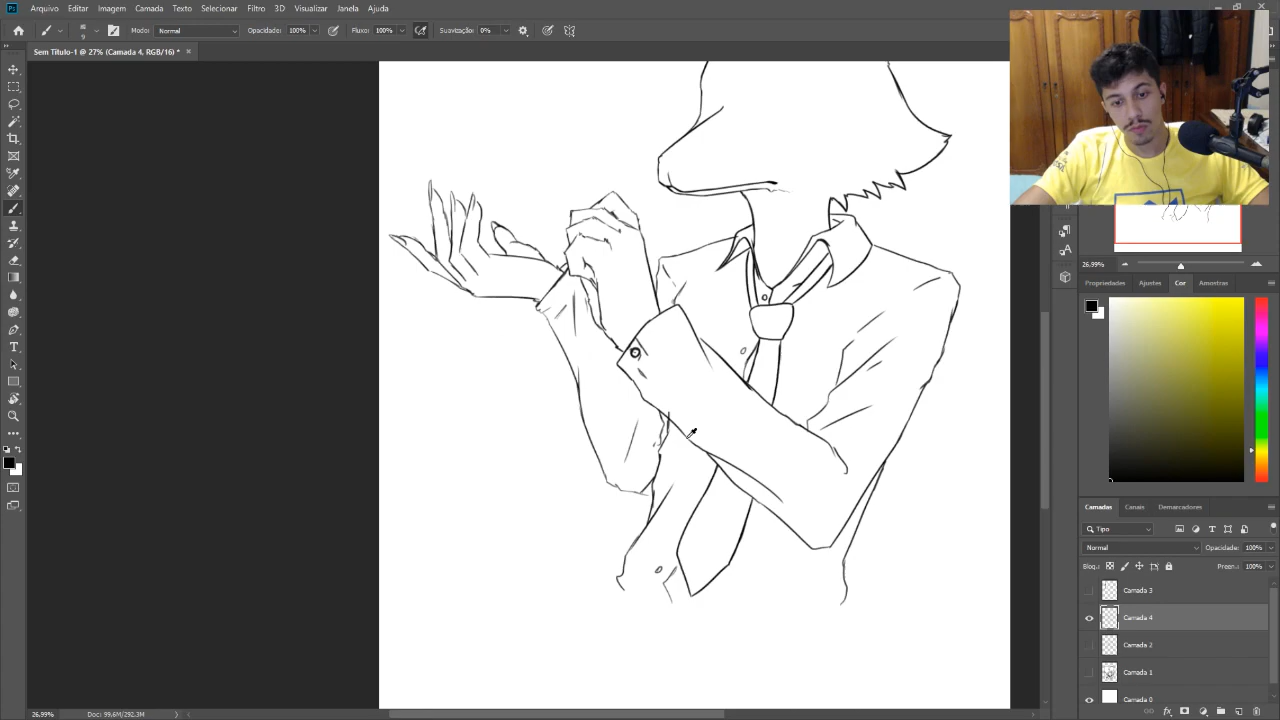 Ps Arquivo Editar Imagem Camada Texto Selecionar Filtro 3D Visualizar Janela Ajuda
9 Modo: Normal Opacidade: 100% Fluxo: 100% Suavização: 0%
Sem Título-1 @ 27% (Camada 4, RGB/16) *
26,99%
Propriedades Ajustes Cor Amostras
Camadas Canais Demarcadores
Tipo
Normal Opacidade: 100%
Bloq.: Preen.: 100%
Camada 3
Camada 4
Camada 2
Camada 1
Camada 0
26,99% Doc: 99,6M/292,3M